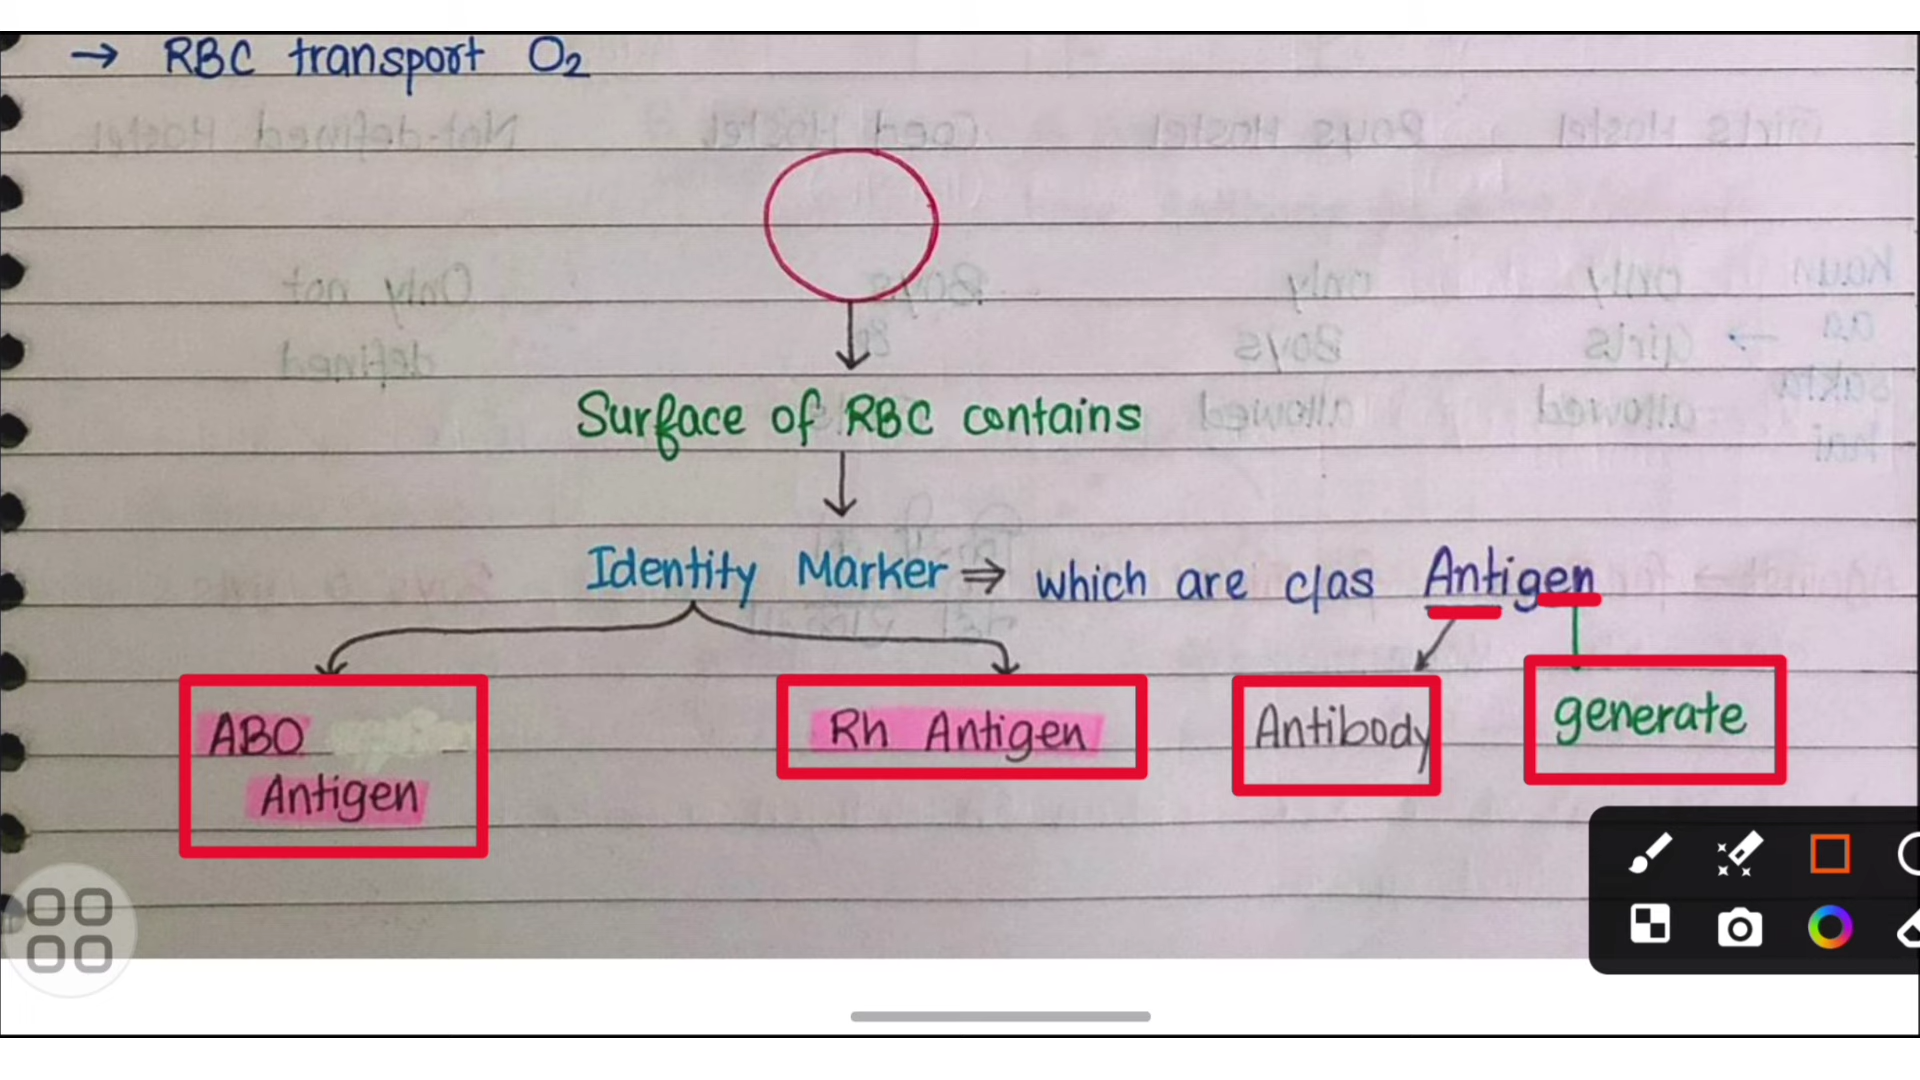 → RBC transport O₂
Surface of RBC contains
Identity Marker ⇒ which are clas Antigen
ABO
Antigen
Rh Antigen
Antibody
generate